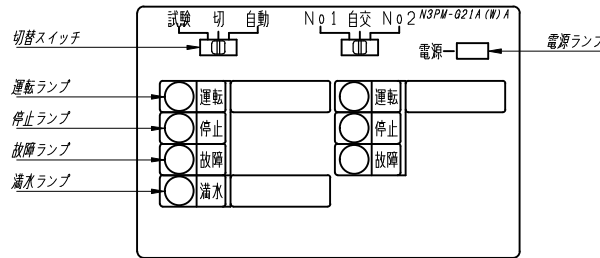 試験 切 自動 No1 自交 No2 N3PM-G21A(W)A
切替スイッチ 電源 電源ランプ
運転ランプ 運転 運転
停止ランプ 停止 停止
故障ランプ 故障 故障
満水ランプ 満水